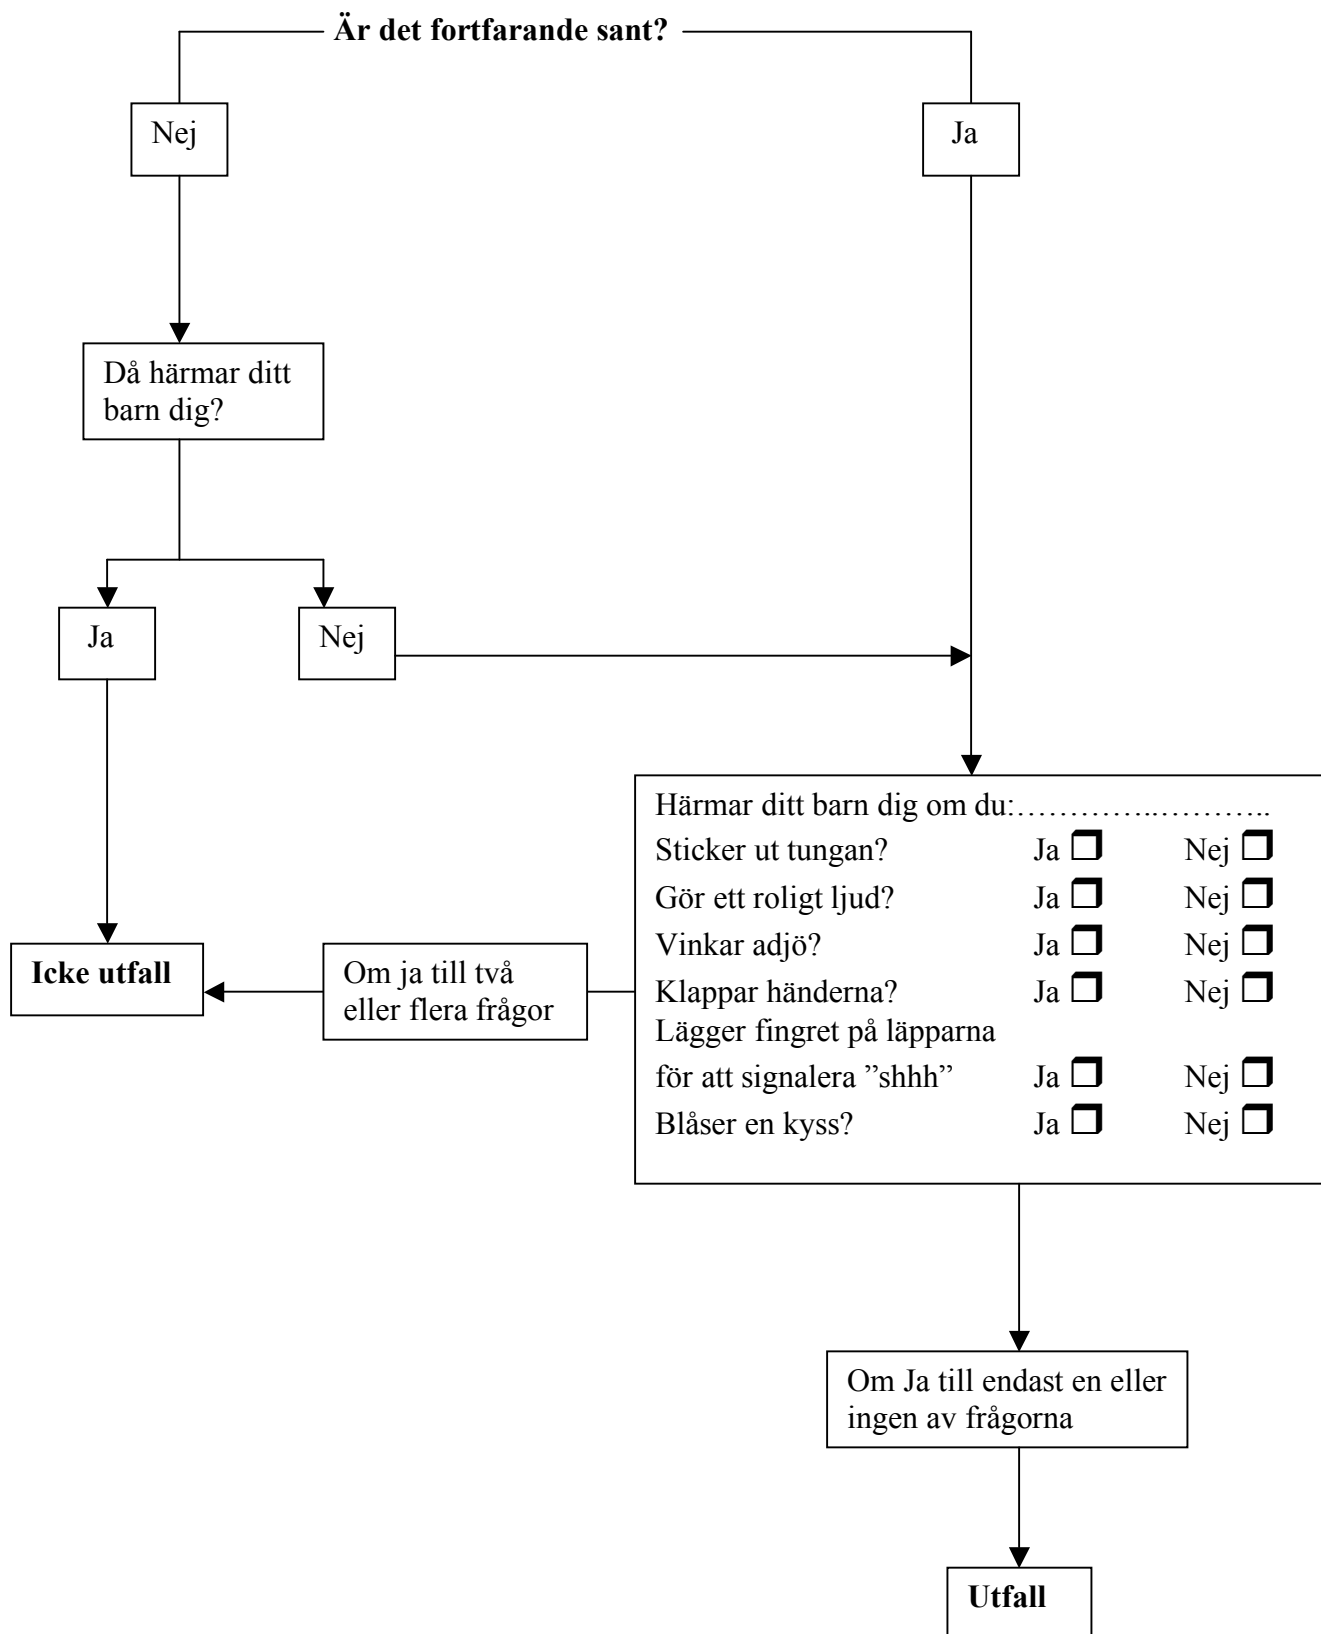 Är det fortfarande sant?
Nej
Ja
Då härmar ditt
barn dig?
Ja
Nej
Härmar ditt barn dig om du:…………..………..
Sticker ut tungan? Ja ❒ Nej ❒
Gör ett roligt ljud? Ja ❒ Nej ❒
Vinkar adjö? Ja ❒ Nej ❒
Klappar händerna? Ja ❒ Nej ❒
Lägger fingret på läpparna
för att signalera ”shhh” Ja ❒ Nej ❒
Blåser en kyss? Ja ❒ Nej ❒
Icke utfall
Om ja till två
eller flera frågor
Om Ja till endast en eller
ingen av frågorna
Utfall